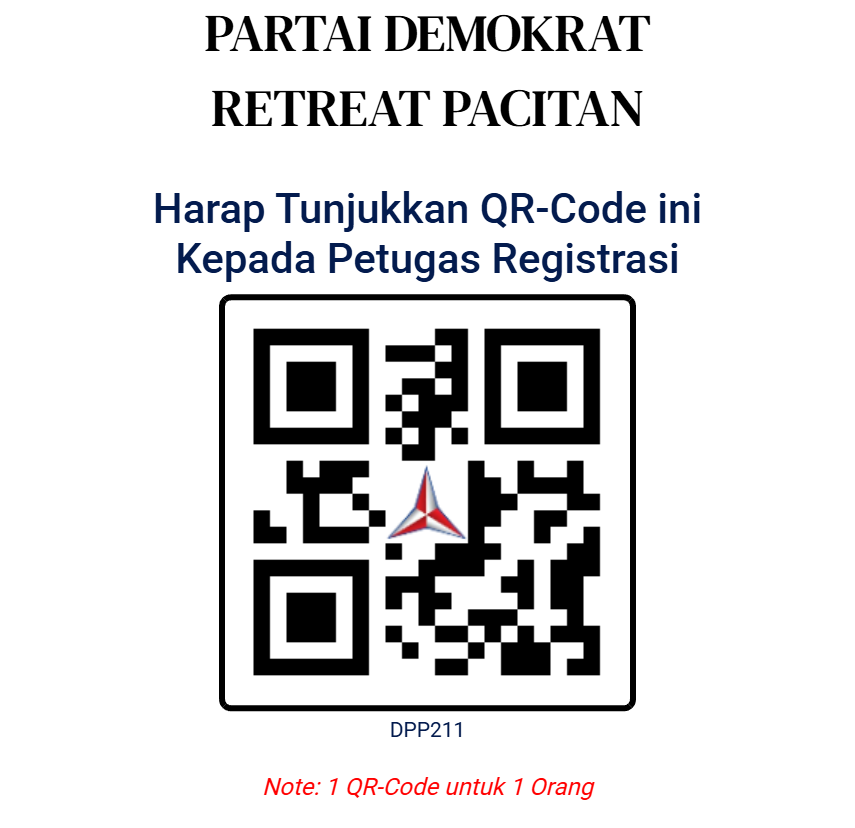 PARTAI DEMOKRAT
RETREAT PACITAN
Harap Tunjukkan QR-Code ini
Kepada Petugas Registrasi
DPP211
Note: 1 QR-Code untuk 1 Orang